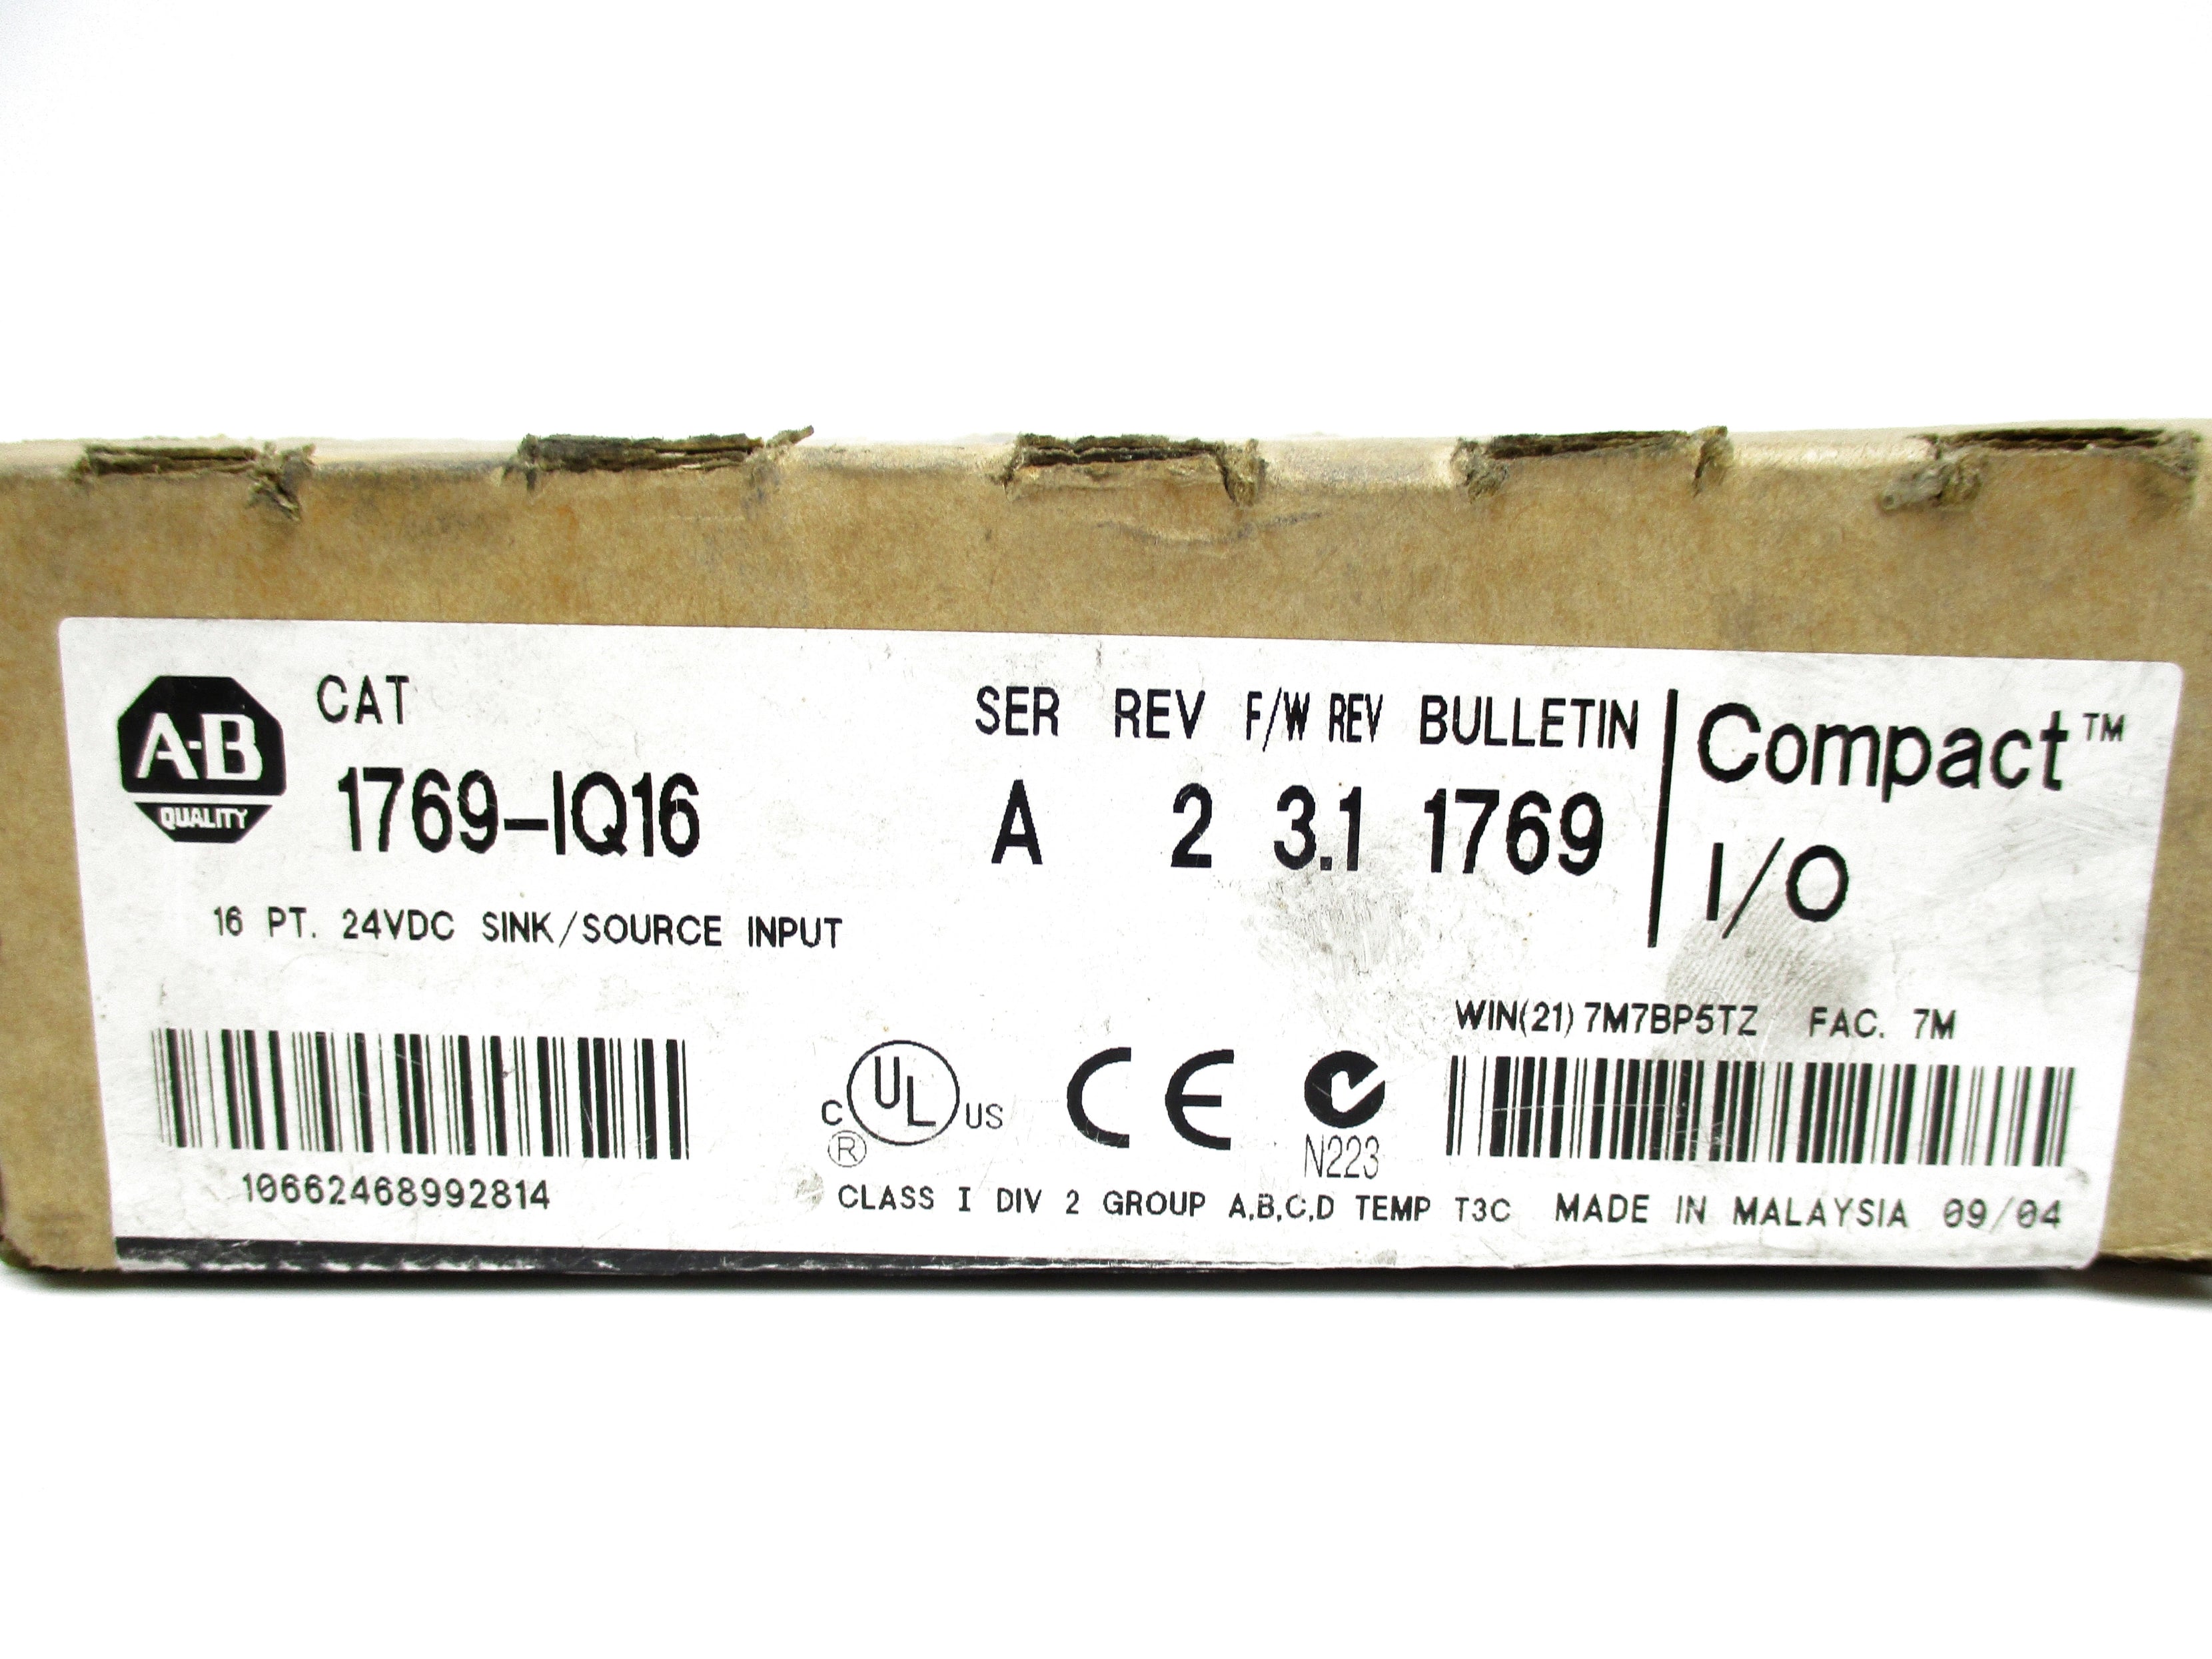 A-B
QUALITY
CAT
1769-IQ16
16 PT. 24VDC SINK/SOURCE INPUT
SER REV F/W REV BULLETIN
A 2 3.1 1769
Compact™
I/O
WIN(21) 7M7BP5TZ FAC. 7M
10662468992814
C UL US
®
CE
N223
CLASS I DIV 2 GROUP A,B,C,D TEMP T3C MADE IN MALAYSIA 09/04